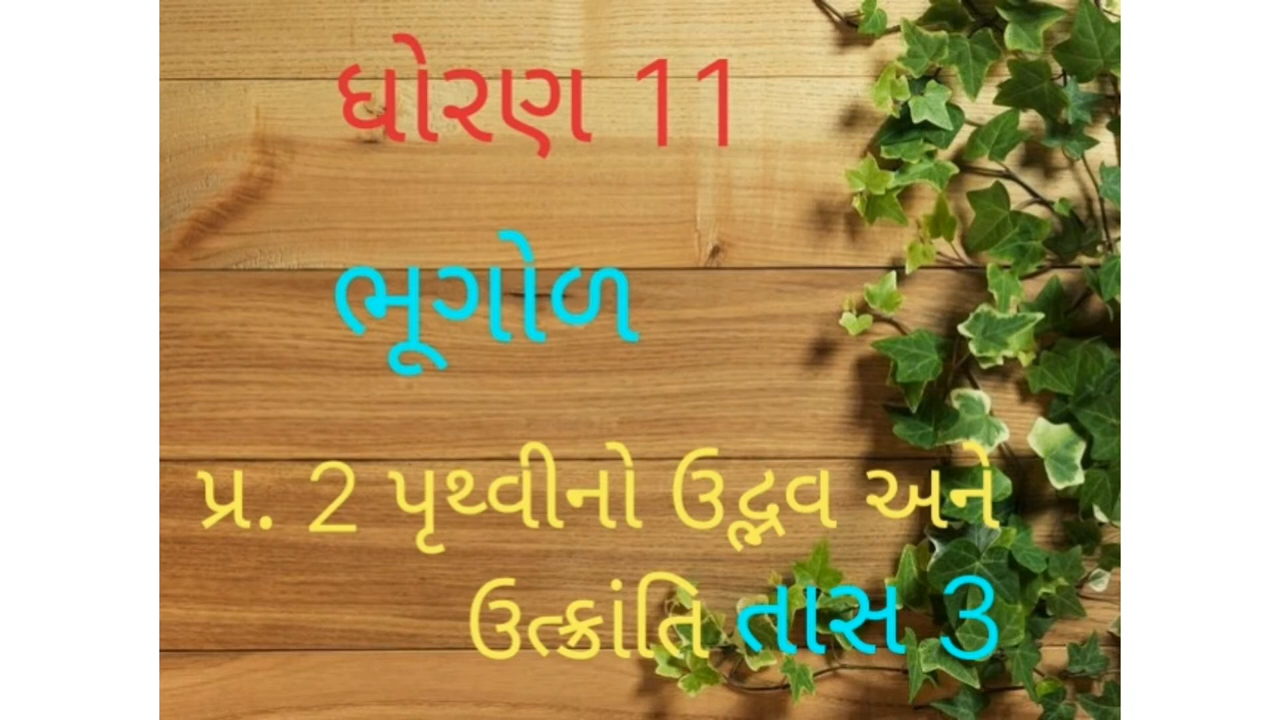 ધોરણ 11
ભૂગોળ
પ્ર. 2 પૃથ્વીનો ઉદ્ભવ અને
ઉત્ક્રાંતિ તાસ 3